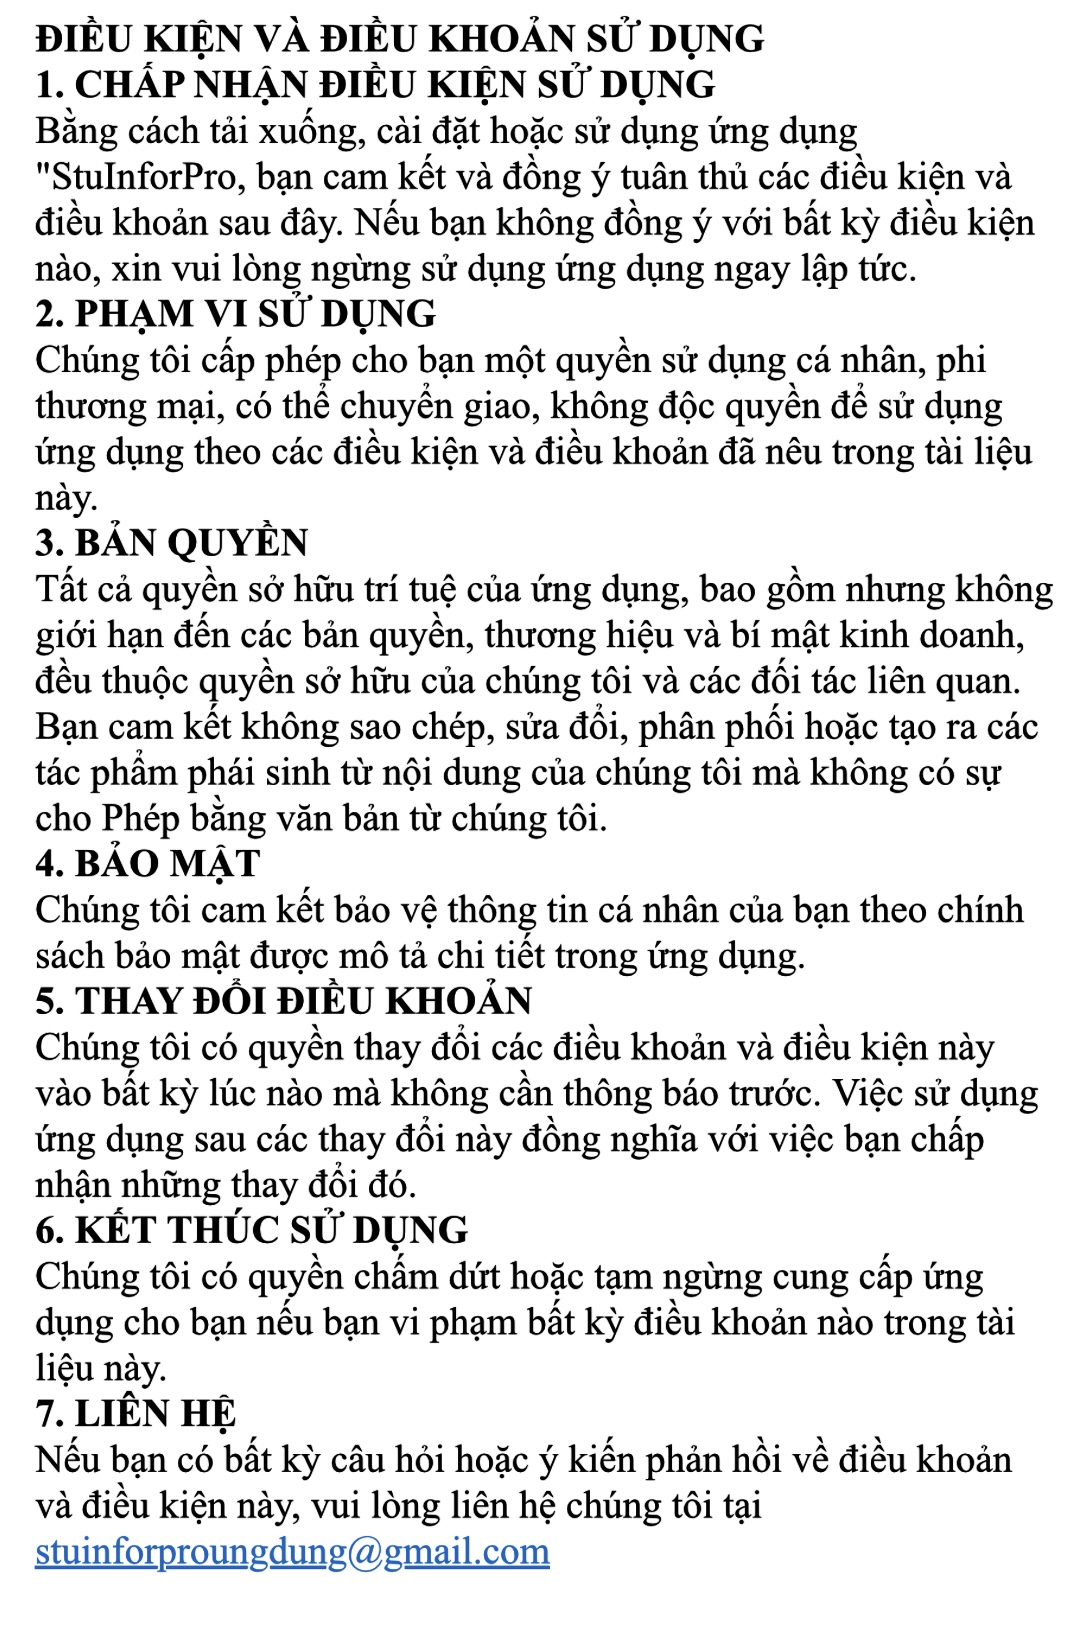 ĐIỀU KIỆN VÀ ĐIỀU KHOẢN SỬ DỤNG
1. CHẤP NHẬN ĐIỀU KIỆN SỬ DỤNG
Bằng cách tải xuống, cài đặt hoặc sử dụng ứng dụng
"StuInforPro, bạn cam kết và đồng ý tuân thủ các điều kiện và
điều khoản sau đây. Nếu bạn không đồng ý với bất kỳ điều kiện
nào, xin vui lòng ngừng sử dụng ứng dụng ngay lập tức.
2. PHẠM VI SỬ DỤNG
Chúng tôi cấp phép cho bạn một quyền sử dụng cá nhân, phi
thương mại, có thể chuyển giao, không độc quyền để sử dụng
ứng dụng theo các điều kiện và điều khoản đã nêu trong tài liệu
này.
3. BẢN QUYỀN
Tất cả quyền sở hữu trí tuệ của ứng dụng, bao gồm nhưng không
giới hạn đến các bản quyền, thương hiệu và bí mật kinh doanh,
đều thuộc quyền sở hữu của chúng tôi và các đối tác liên quan.
Bạn cam kết không sao chép, sửa đổi, phân phối hoặc tạo ra các
tác phẩm phái sinh từ nội dung của chúng tôi mà không có sự
cho Phép bằng văn bản từ chúng tôi.
4. BẢO MẬT
Chúng tôi cam kết bảo vệ thông tin cá nhân của bạn theo chính
sách bảo mật được mô tả chi tiết trong ứng dụng.
5. THAY ĐỔI ĐIỀU KHOẢN
Chúng tôi có quyền thay đổi các điều khoản và điều kiện này
vào bất kỳ lúc nào mà không cần thông báo trước. Việc sử dụng
ứng dụng sau các thay đổi này đồng nghĩa với việc bạn chấp
nhận những thay đổi đó.
6. KẾT THÚC SỬ DỤNG
Chúng tôi có quyền chấm dứt hoặc tạm ngừng cung cấp ứng
dụng cho bạn nếu bạn vi phạm bất kỳ điều khoản nào trong tài
liệu này.
7. LIÊN HỆ
Nếu bạn có bất kỳ câu hỏi hoặc ý kiến phản hồi về điều khoản
và điều kiện này, vui lòng liên hệ chúng tôi tại
stuinforproungdung@gmail.com